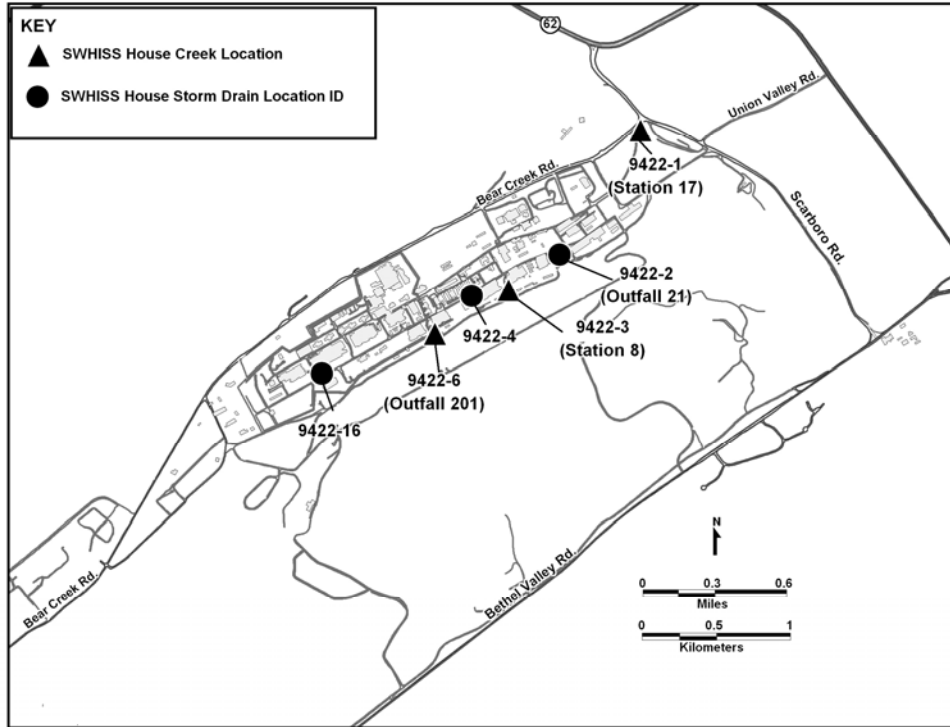 KEY
SWHISS House Creek Location
SWHISS House Storm Drain Location ID
62
Union Valley Rd.
Bear Creek Rd.
9422-1
(Station 17)
Scarboro Rd.
9422-2
(Outfall 21)
9422-4
9422-3
(Station 8)
9422-6
(Outfall 201)
9422-16
Bethel Valley Rd.
Bear Creek Rd.
N
0 0.3 0.6
Miles
0 0.5 1
Kilometers